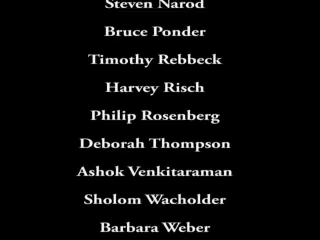 Steven Narod
Bruce Ponder
Timothy Rebbeck
Harvey Risch
Philip Rosenberg
Deborah Thompson
Ashok Venkitaraman
Sholom Wacholder
Barbara Weber